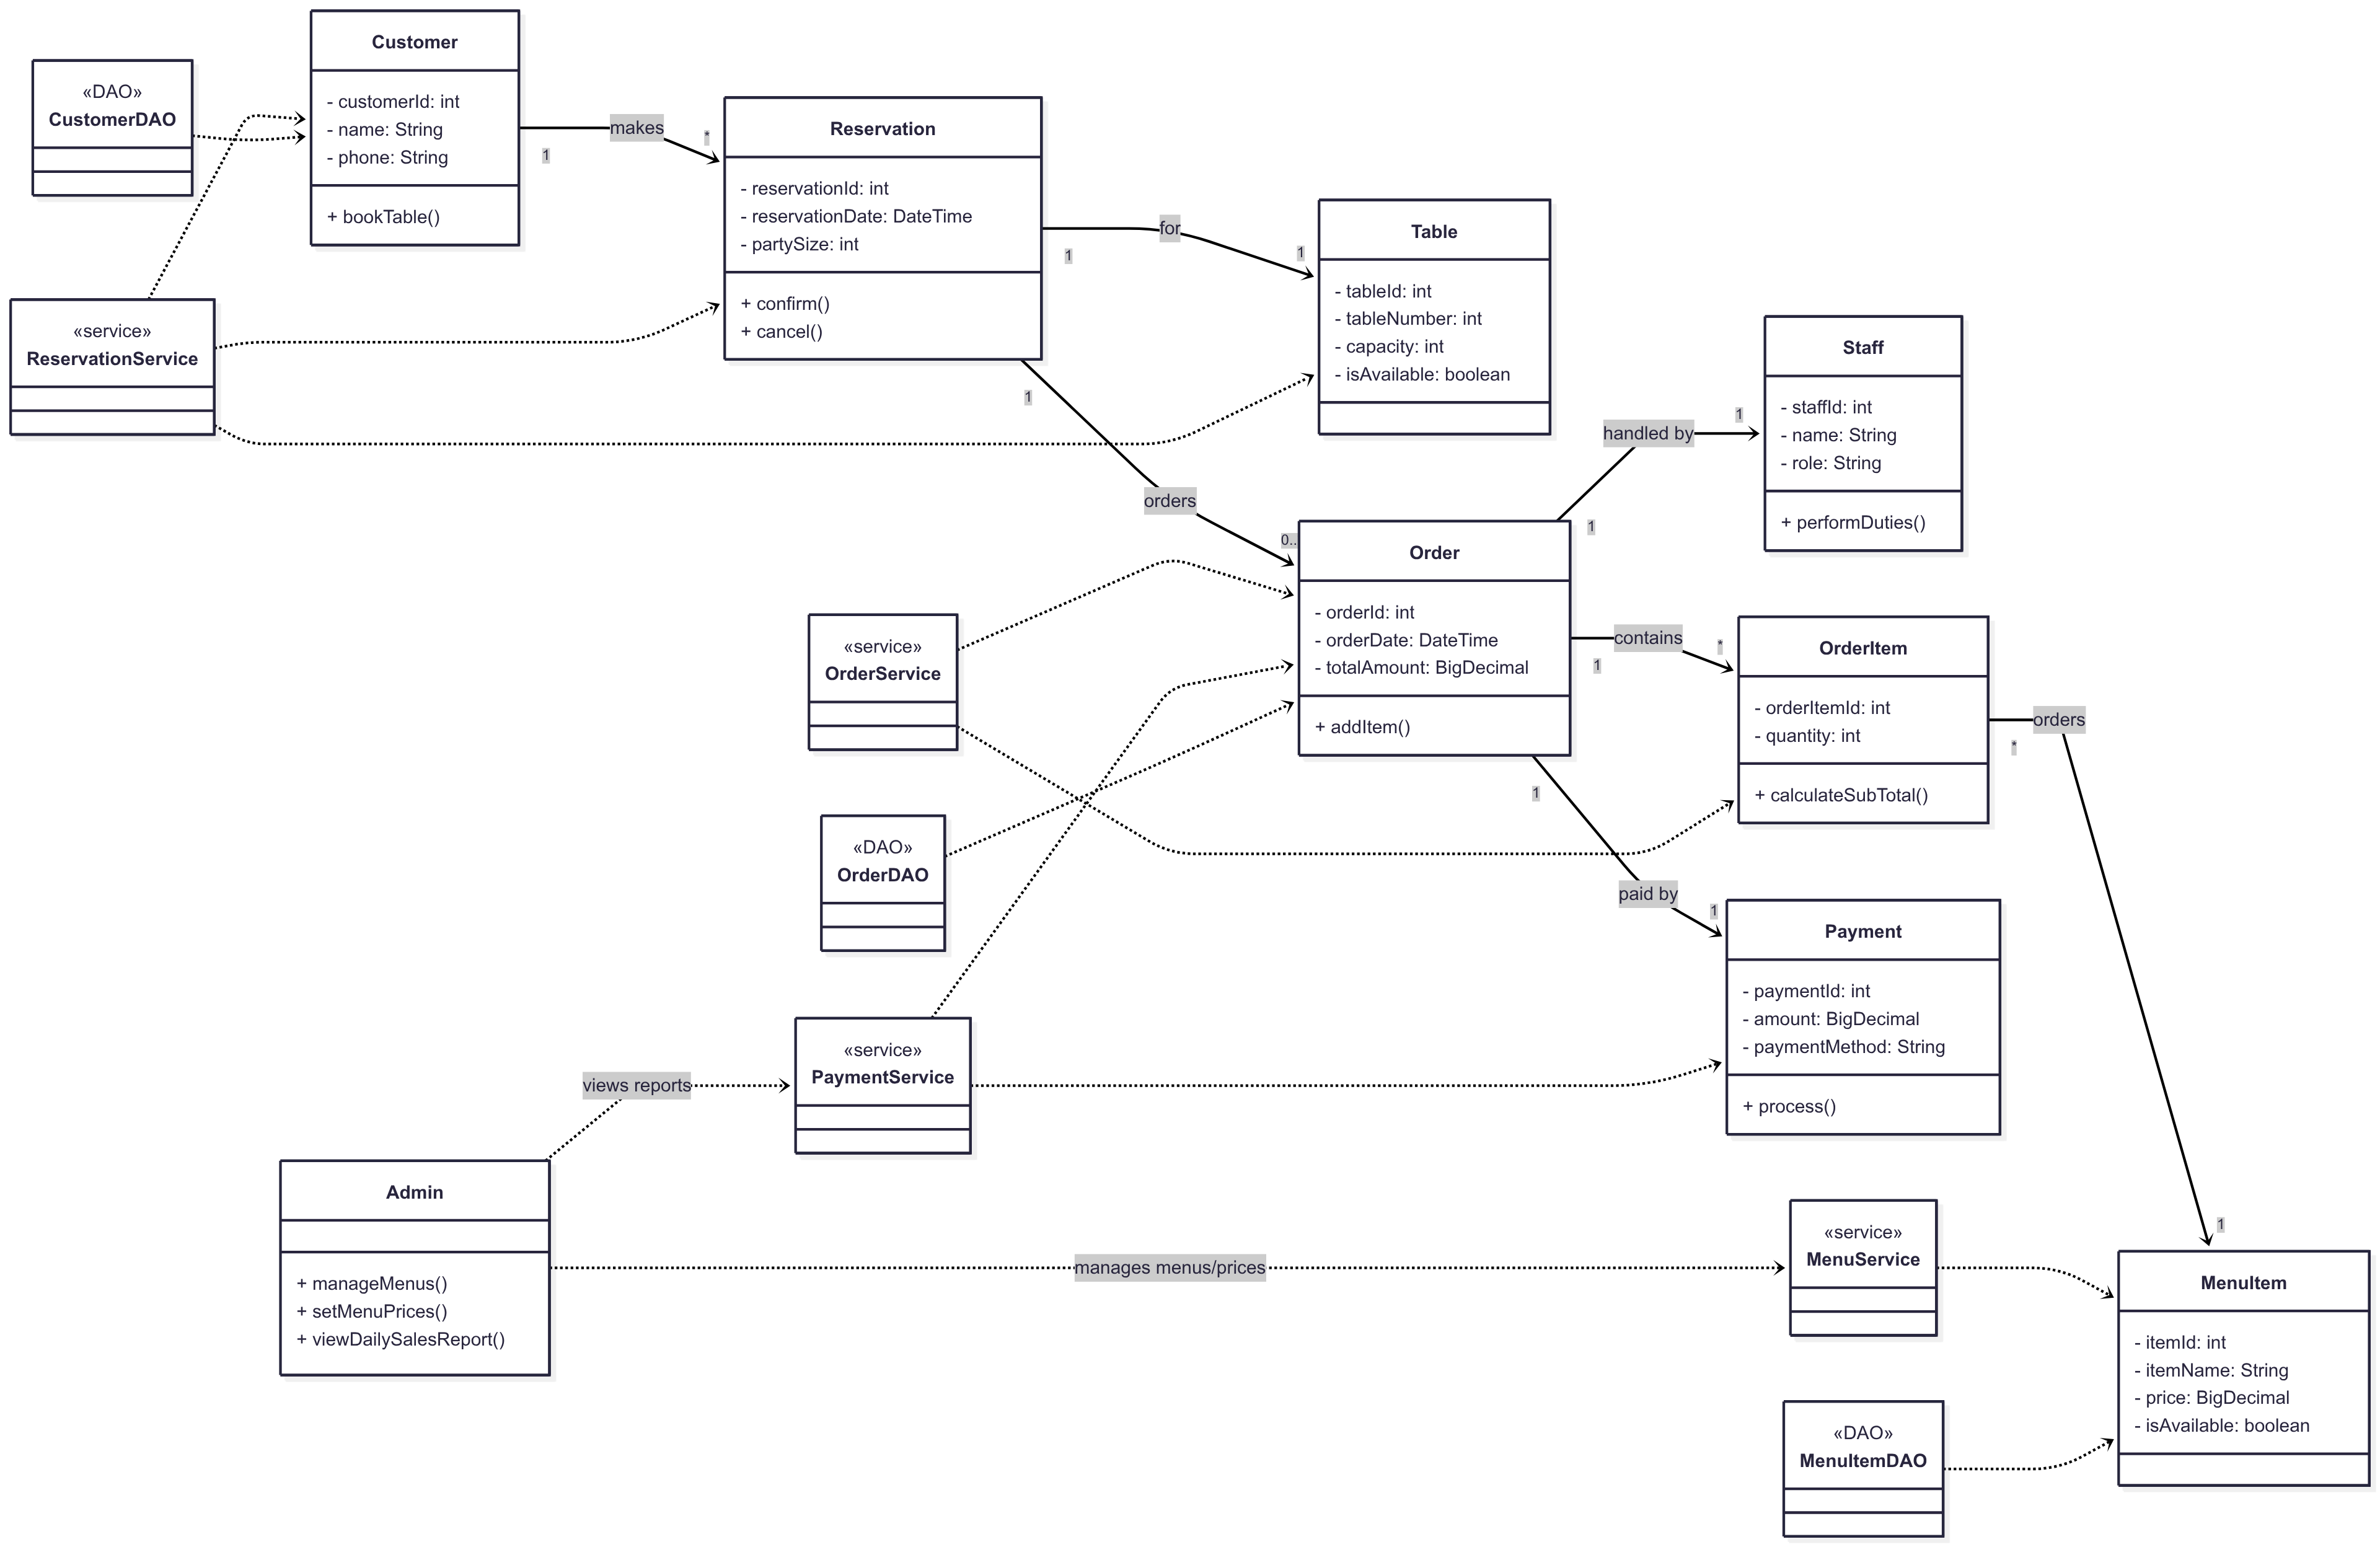 Customer
- customerId: int
- name: String
- phone: String
+ bookTable()
«DAO»
CustomerDAO
makes
1
*
Reservation
- reservationId: int
- reservationDate: DateTime
- partySize: int
+ confirm()
+ cancel()
«service»
ReservationService
for
1
1
Table
- tableId: int
- tableNumber: int
- capacity: int
- isAvailable: boolean
1
orders
0..
Staff
- staffId: int
- name: String
- role: String
+ performDuties()
handled by
1
1
Order
- orderId: int
- orderDate: DateTime
- totalAmount: BigDecimal
+ addItem()
«service»
OrderService
contains
1
*
OrderItem
- orderItemId: int
- quantity: int
+ calculateSubTotal()
orders
*
1
«DAO»
OrderDAO
1
paid by
1
Payment
- paymentId: int
- amount: BigDecimal
- paymentMethod: String
+ process()
«service»
PaymentService
views reports
Admin
+ manageMenus()
+ setMenuPrices()
+ viewDailySalesReport()
manages menus/prices
«service»
MenuService
MenuItem
- itemId: int
- itemName: String
- price: BigDecimal
- isAvailable: boolean
«DAO»
MenuItemDAO